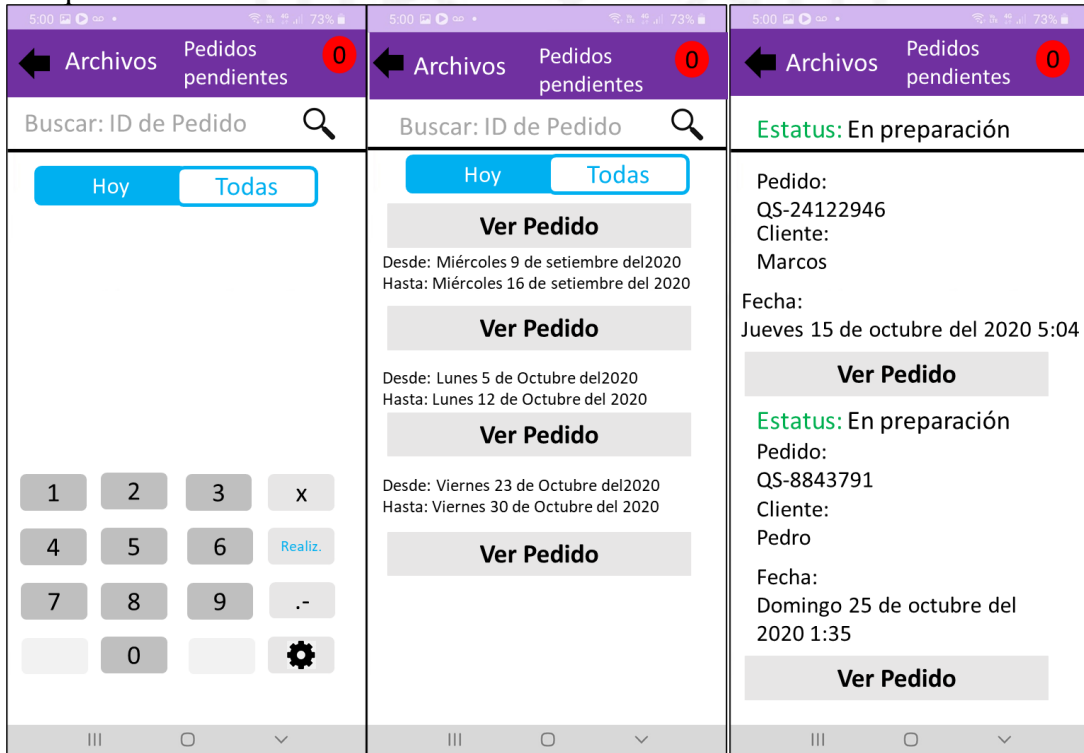 5:00 73%
Archivos
Pedidos
pendientes
0
Buscar: ID de Pedido
Hoy Todas
1 2 3 x
4 5 6 Realiz.
7 8 9 .-
0
5:00 73%
Archivos
Pedidos
pendientes
0
Buscar: ID de Pedido
Hoy Todas
Ver Pedido
Desde: Miércoles 9 de setiembre del2020
Hasta: Miércoles 16 de setiembre del 2020
Ver Pedido
Desde: Lunes 5 de Octubre del2020
Hasta: Lunes 12 de Octubre del 2020
Ver Pedido
Desde: Viernes 23 de Octubre del2020
Hasta: Viernes 30 de Octubre del 2020
Ver Pedido
5:00 73%
Archivos
Pedidos
pendientes
0
Estatus: En preparación
Pedido:
QS-24122946
Cliente:
Marcos
Fecha:
Jueves 15 de octubre del 2020 5:04
Ver Pedido
Estatus: En preparación
Pedido:
QS-8843791
Cliente:
Pedro
Fecha:
Domingo 25 de octubre del
2020 1:35
Ver Pedido